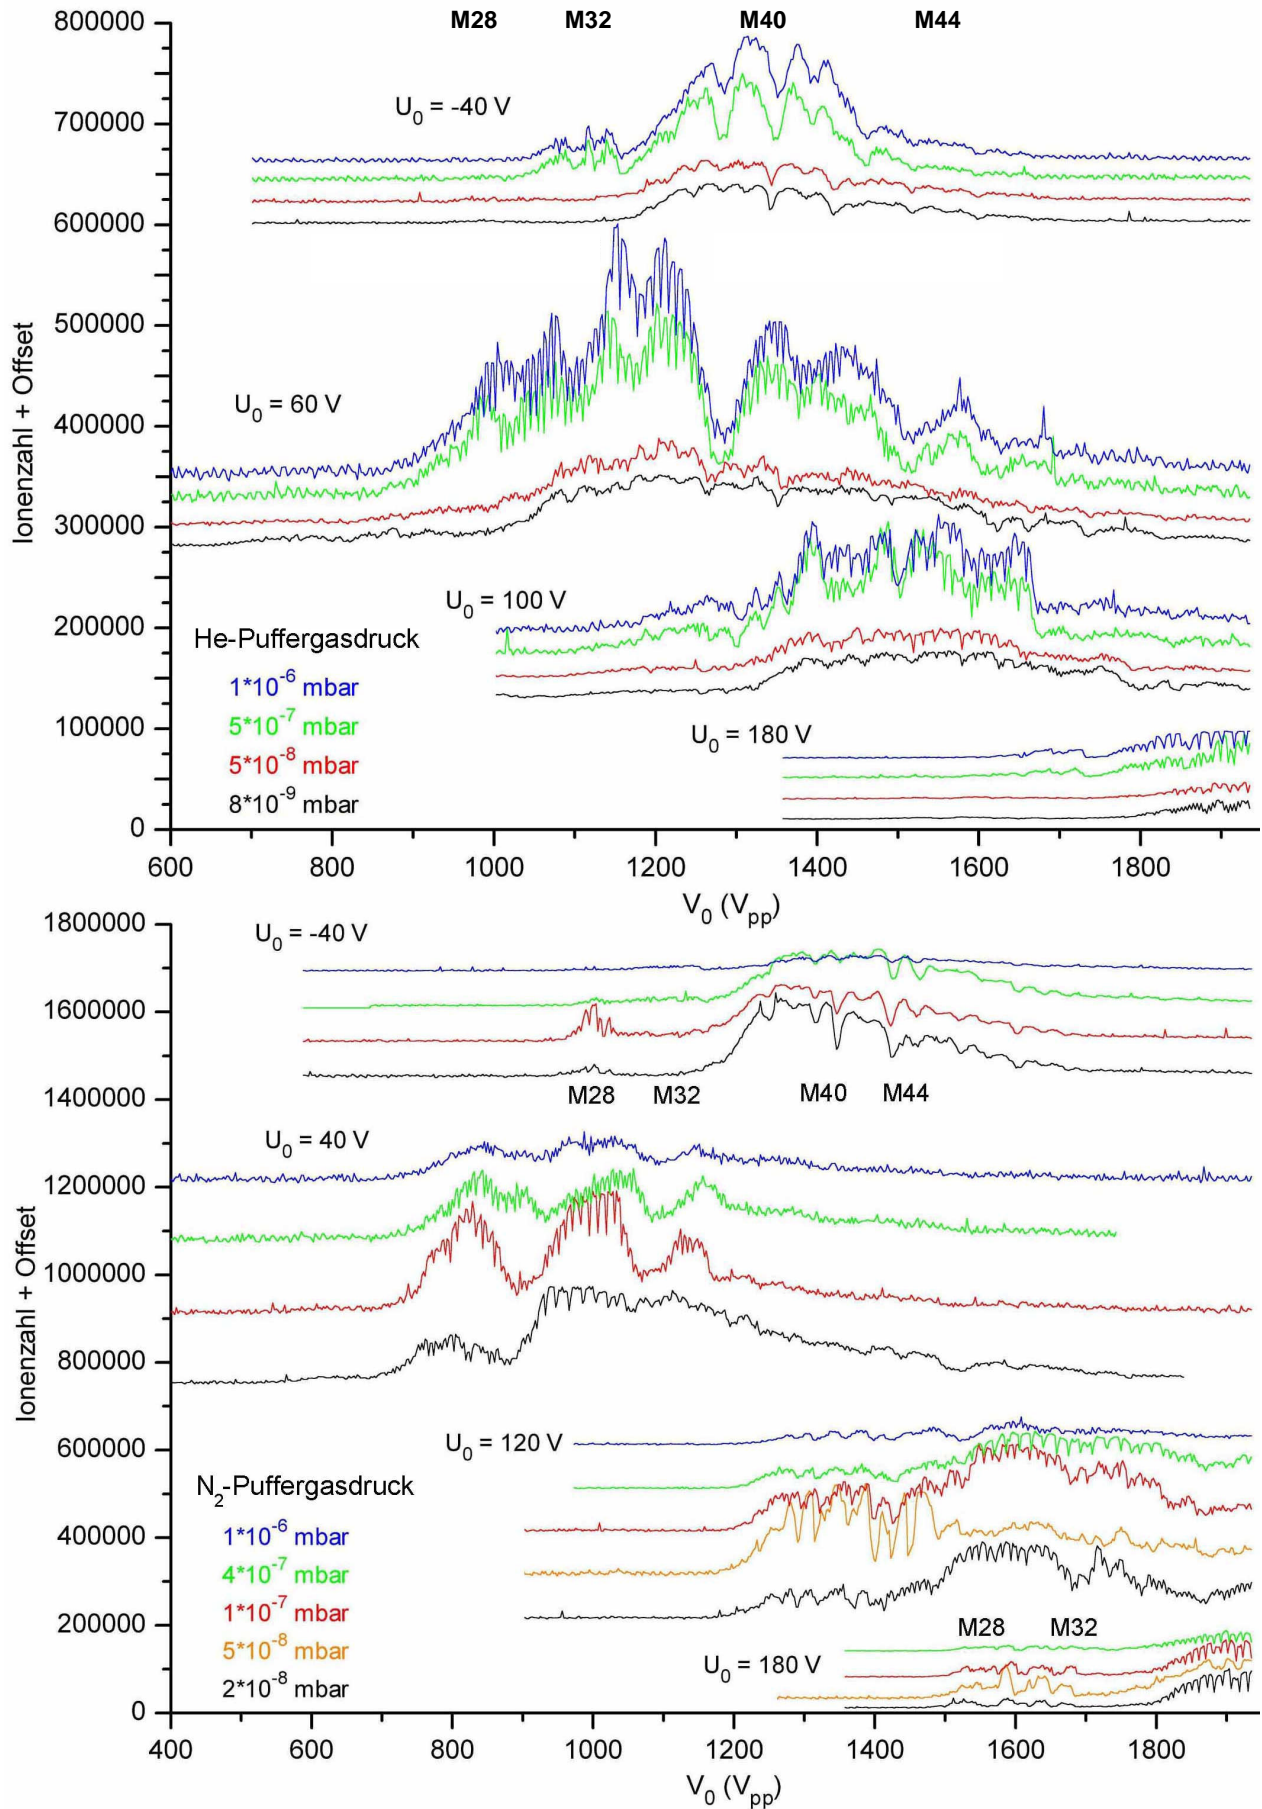 M28 M32 M40 M44
800000
U0 = -40 V
700000
600000
500000
U0 = 60 V
400000
300000
U0 = 100 V
200000
He-Puffergasdruck
1*10-6 mbar
5*10-7 mbar
5*10-8 mbar
8*10-9 mbar
U0 = 180 V
100000
0
Ionenzahl + Offset
600 800 1000 1200 1400 1600 1800
V0 (Vpp)
1800000
U0 = -40 V
1600000
1400000
M28 M32 M40 M44
U0 = 40 V
1200000
1000000
800000
600000
U0 = 120 V
N2-Puffergasdruck
1*10-6 mbar
4*10-7 mbar
1*10-7 mbar
5*10-8 mbar
2*10-8 mbar
400000
200000
M28 M32
U0 = 180 V
0
Ionenzahl + Offset
400 600 800 1000 1200 1400 1600 1800
V0 (Vpp)